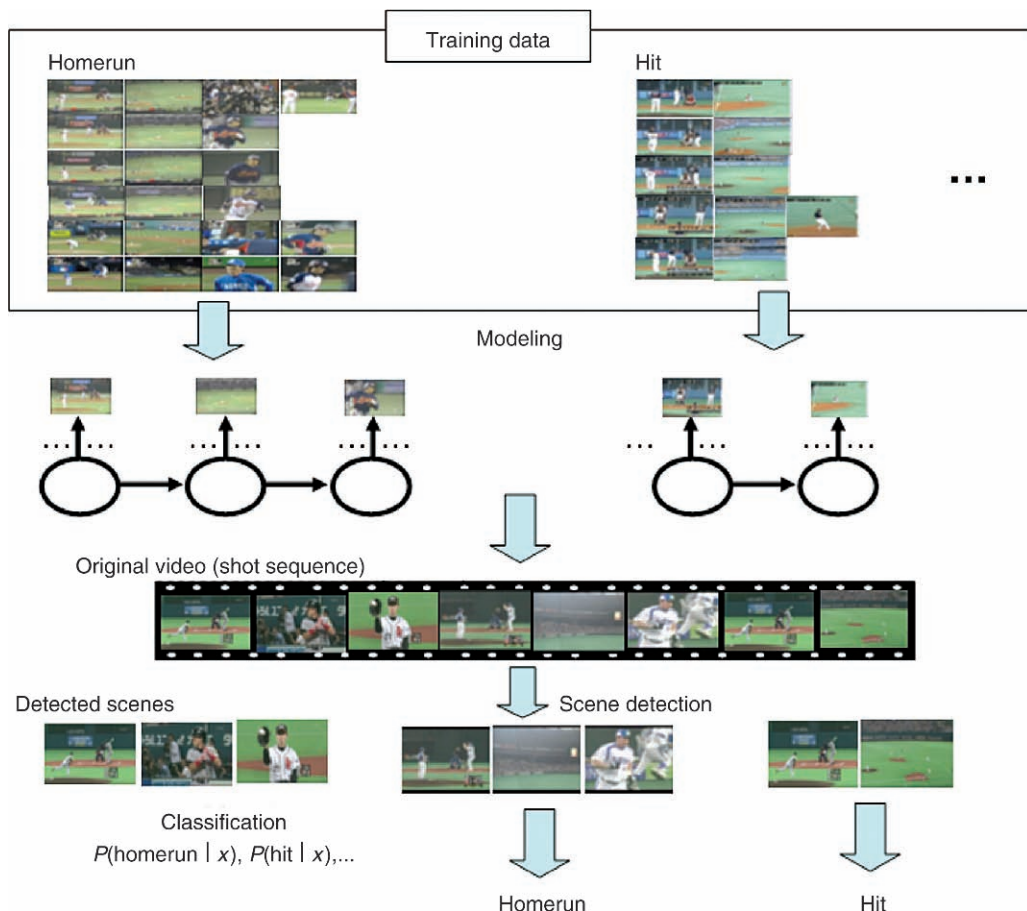 Training data
Homerun
Hit
...
Modeling
... ... ... ... ... ...
... ... ... ...
Original video (shot sequence)
Detected scenes
Scene detection
Classification
P(homerun | x), P(hit | x),...
Homerun
Hit